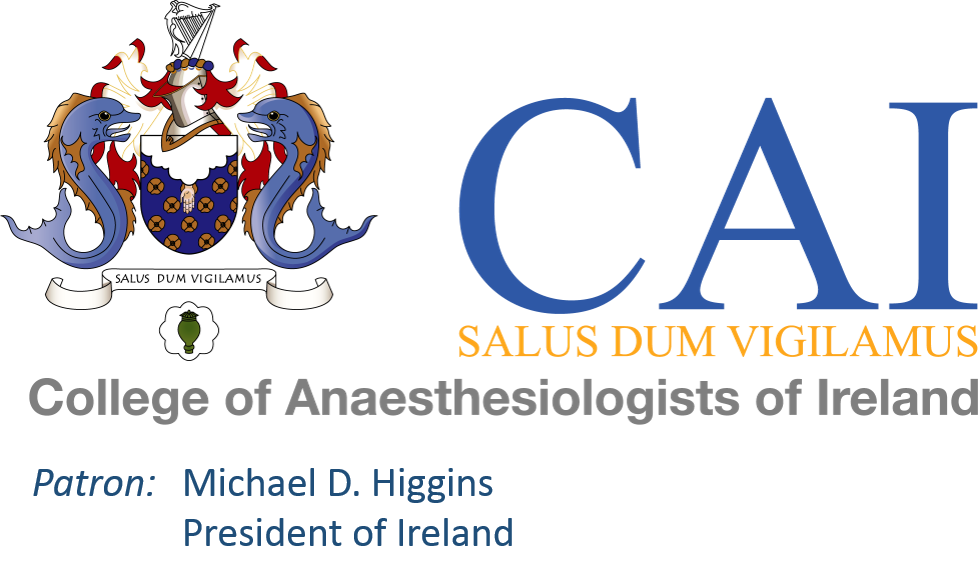 SALUS DUM VIGILAMUS
CAI
SALUS DUM VIGILAMUS
College of Anaesthesiologists of Ireland
Patron: Michael D. Higgins
President of Ireland